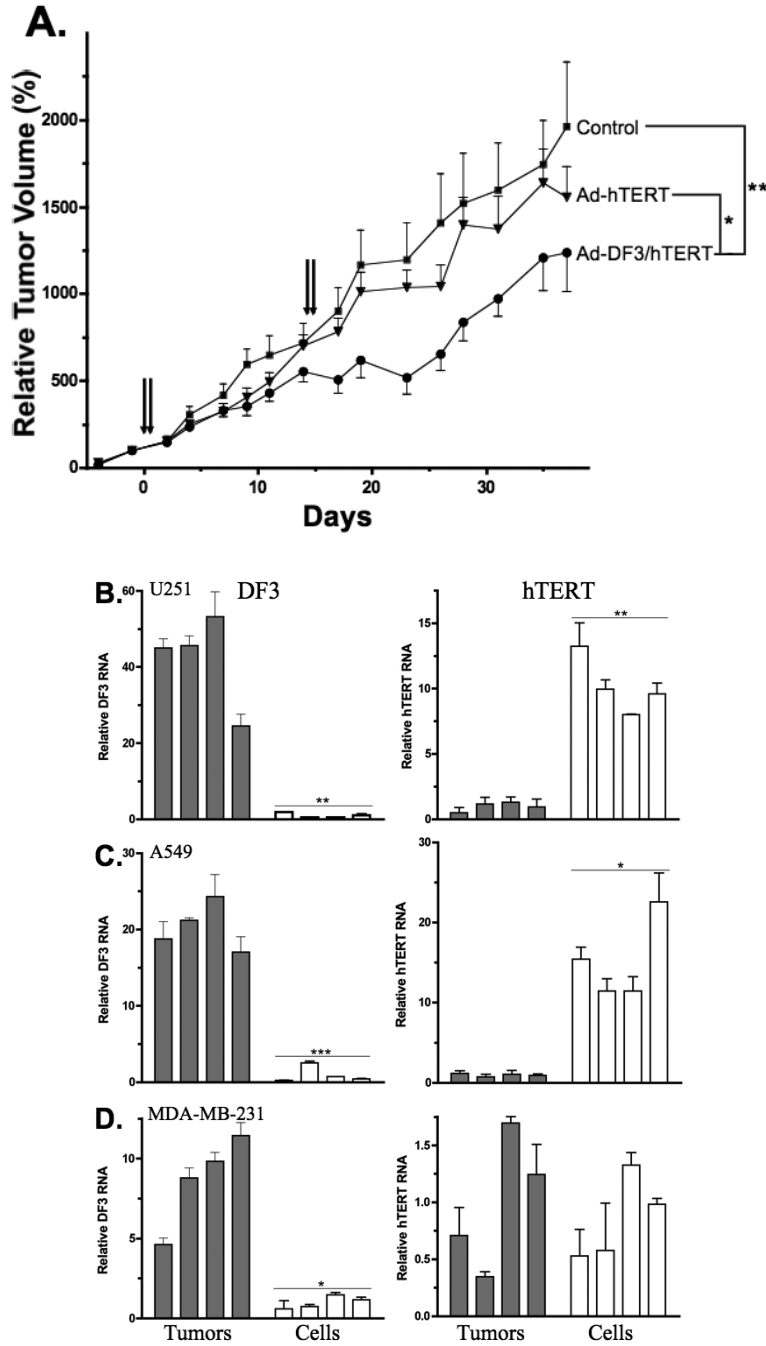 A.
Relative Tumor Volume (%)
2000
1500
1000
500
0
0 10 20 30
Days
Control
Ad-hTERT
Ad-DF3/hTERT
*
**
B. U251 DF3
Relative DF3 RNA
60
40
20
0
**
hTERT
Relative hTERT RNA
15
10
5
0
**
C. A549
Relative DF3 RNA
30
20
10
0
***
Relative hTERT RNA
30
20
10
0
*
D. MDA-MB-231
Relative DF3 RNA
10
5
0
*
Tumors Cells
Relative hTERT RNA
1.5
1.0
0.5
0.0
Tumors Cells